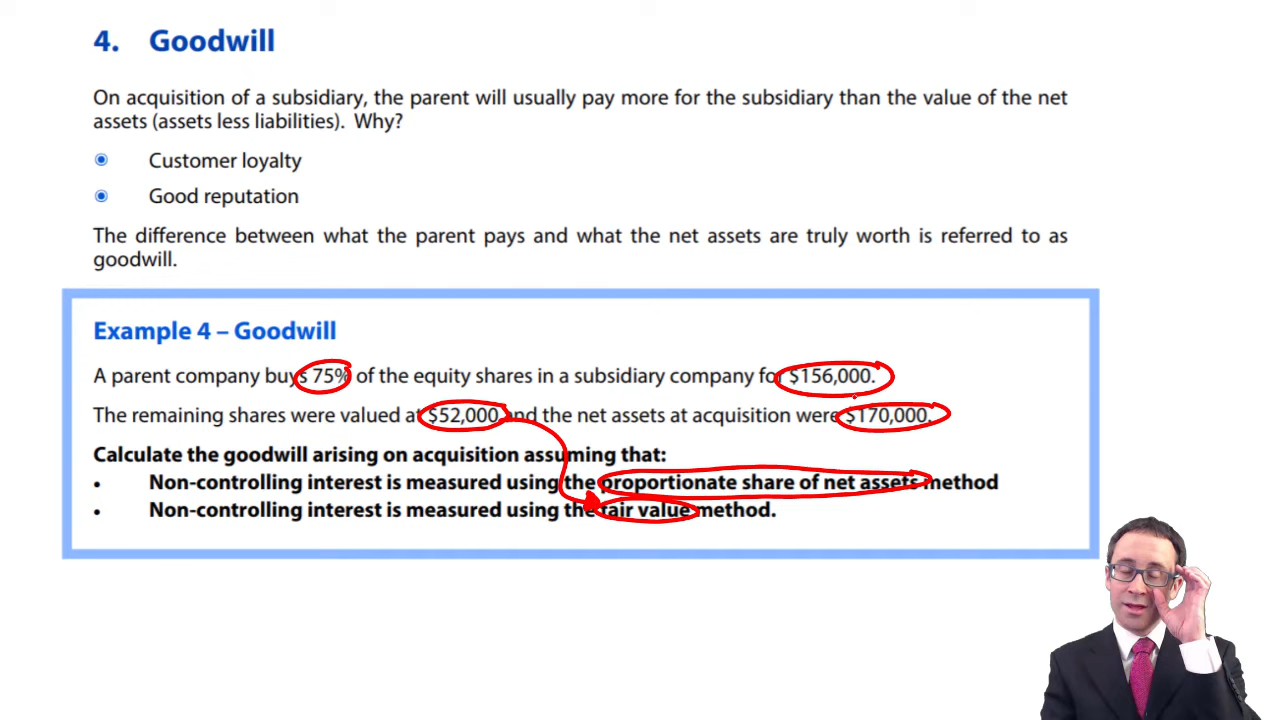 4. Goodwill
On acquisition of a subsidiary, the parent will usually pay more for the subsidiary than the value of the net
assets (assets less liabilities). Why?
Customer loyalty
Good reputation
The difference between what the parent pays and what the net assets are truly worth is referred to as
goodwill.
Example 4 – Goodwill
A parent company buys 75% of the equity shares in a subsidiary company for $156,000.
The remaining shares were valued at $52,000 and the net assets at acquisition were $170,000.
Calculate the goodwill arising on acquisition assuming that:
• Non-controlling interest is measured using the proportionate share of net assets method
• Non-controlling interest is measured using the fair value method.